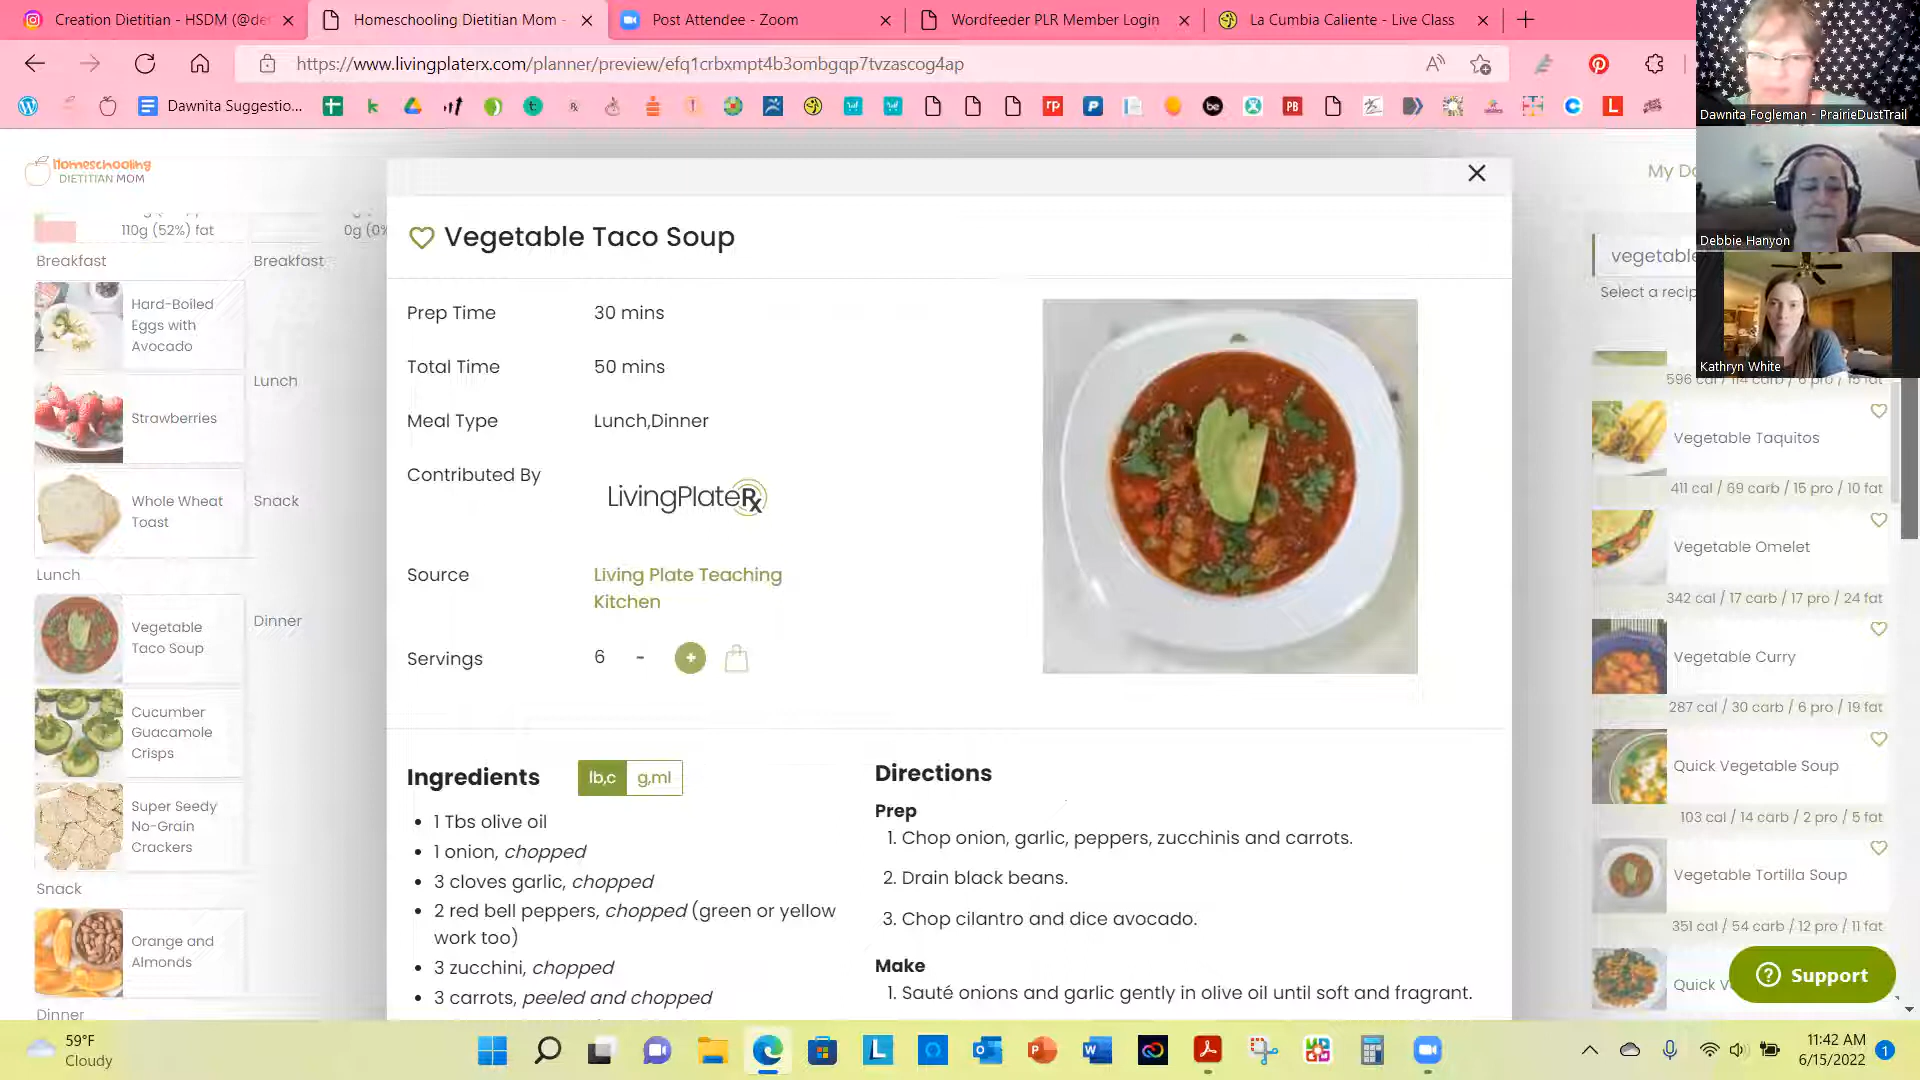 Creation Dietitian - HSDM (@de
Homeschooling Dietitian Mom -
Post Attendee - Zoom
Wordfeeder PLR Member Login
La Cumbia Caliente - Live Class
https://www.livingplaterx.com/planner/preview/efq1crbxmpt4b3ombgqp7tvzascog4ap
Dawnita Suggestio...
Dawnita Fogleman - PrairieDustTrail
Debbie Hanyon
Kathryn White
Homeschooling
DIETITIAN MOM
My Do
110g (52%) fat
0g (0%
Breakfast
Breakfast
Hard-Boiled
Eggs with
Avocado
Lunch
Strawberries
Whole Wheat
Toast
Snack
Lunch
Vegetable
Taco Soup
Dinner
Cucumber
Guacamole
Crisps
Super Seedy
No-Grain
Crackers
Snack
Orange and
Almonds
Dinner
Vegetable Taco Soup
Prep Time
30 mins
Total Time
50 mins
Meal Type
Lunch,Dinner
Contributed By
LivingPlateRx
Source
Living Plate Teaching
Kitchen
Servings
6 - +
Ingredients
lb,c
g,ml
• 1 Tbs olive oil
• 1 onion, chopped
• 3 cloves garlic, chopped
• 2 red bell peppers, chopped (green or yellow
work too)
• 3 zucchini, chopped
• 3 carrots, peeled and chopped
Directions
Prep
1. Chop onion, garlic, peppers, zucchinis and carrots.
2. Drain black beans.
3. Chop cilantro and dice avocado.
Make
1. Sauté onions and garlic gently in olive oil until soft and fragrant.
vegetable
Select a recip
596 cal / 114 carb / 6 pro / 15 fat
Vegetable Taquitos
411 cal / 69 carb / 15 pro / 10 fat
Vegetable Omelet
342 cal / 17 carb / 17 pro / 24 fat
Vegetable Curry
287 cal / 30 carb / 6 pro / 19 fat
Quick Vegetable Soup
103 cal / 14 carb / 2 pro / 5 fat
Vegetable Tortilla Soup
351 cal / 54 carb / 12 pro / 11 fat
Quick V
Support
59°F
Cloudy
11:42 AM
6/15/2022
1